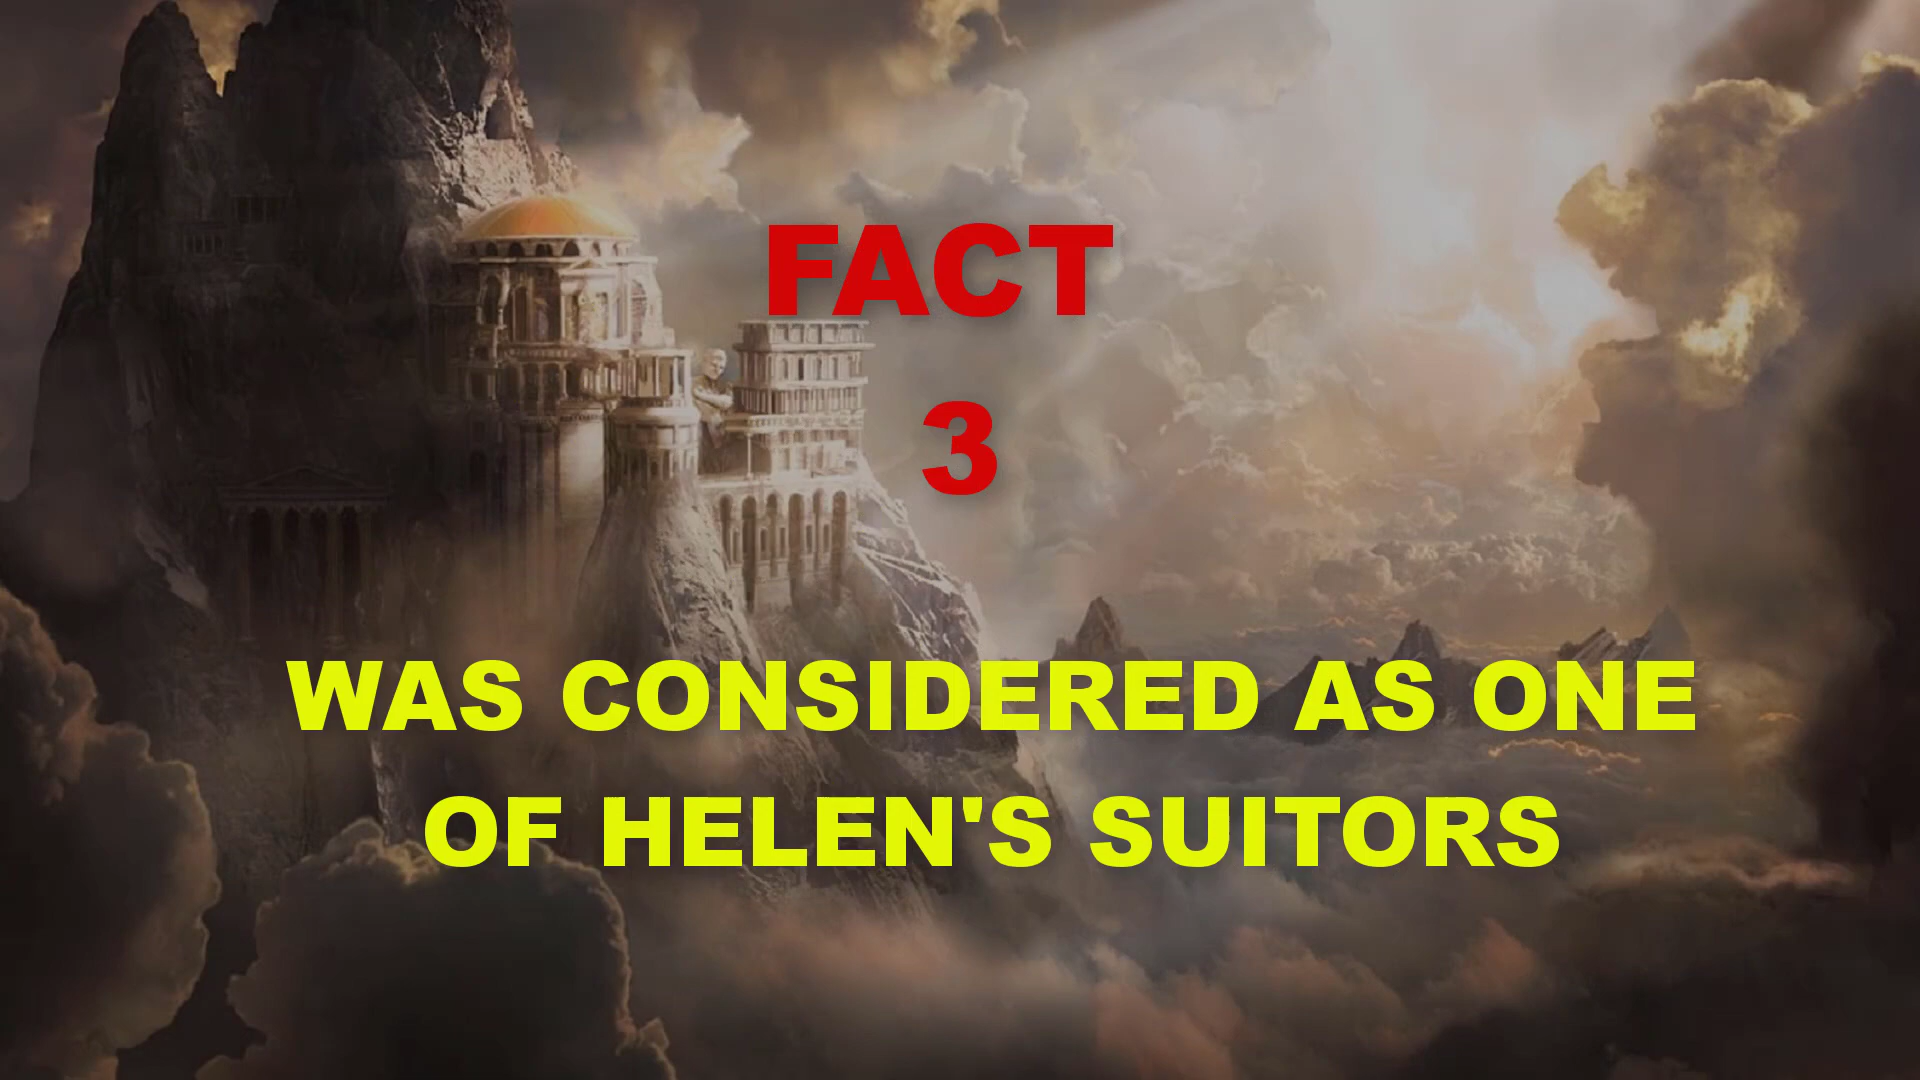 FACT
3
WAS CONSIDERED AS ONE
OF HELEN'S SUITORS